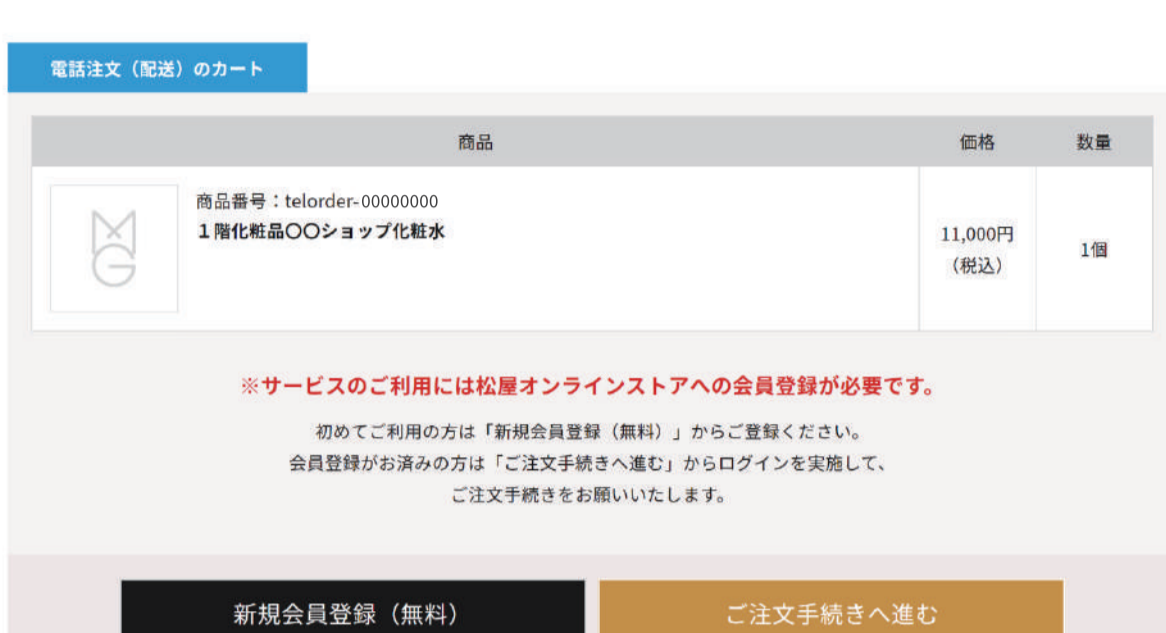 電話注文（配送）のカート
商品 価格 数量
商品番号：telorder-00000000
１階化粧品〇〇ショップ化粧水
11,000円
（税込）
1個
MG
※サービスのご利用には松屋オンラインストアへの会員登録が必要です。
初めてご利用の方は「新規会員登録（無料）」からご登録ください。
会員登録がお済みの方は「ご注文手続きへ進む」からログインを実施して、
ご注文手続きをお願いいたします。
新規会員登録（無料） ご注文手続きへ進む